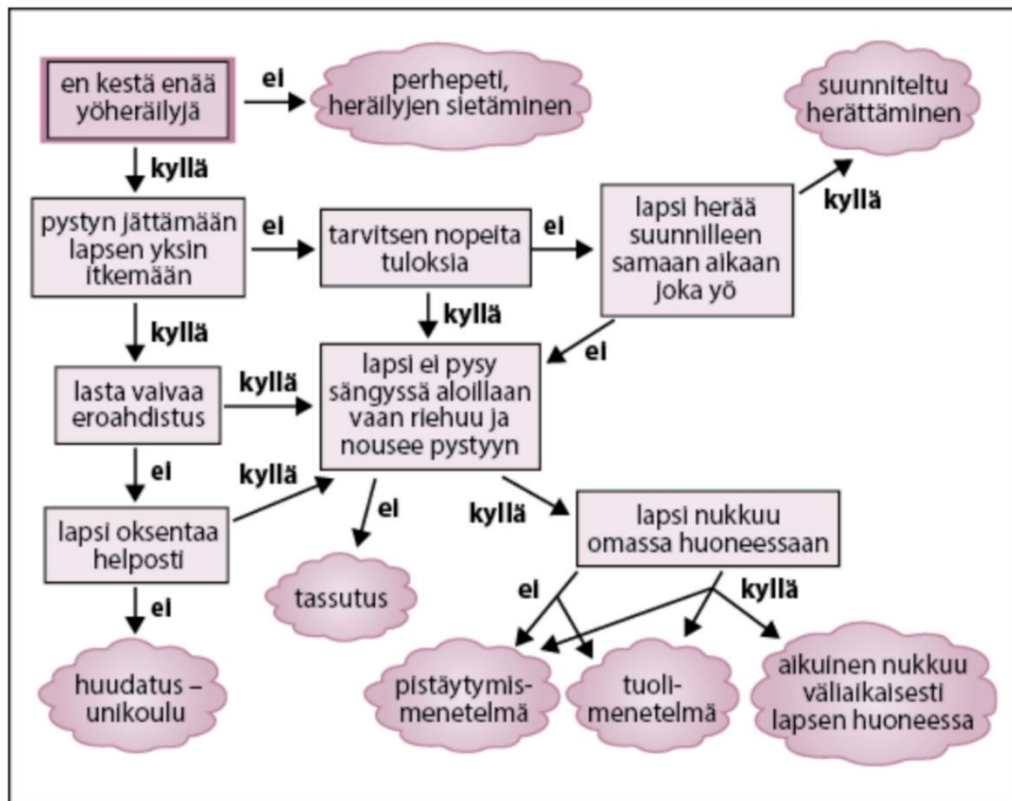 en kestä enää
yöheräilyjä
ei
perhepeti,
heräilyjen sietäminen
suunniteltu
herättäminen
kyllä
kyllä
pystyn jättämään
lapsen yksin
itkemään
ei
tarvitsen nopeita
tuloksia
ei
lapsi herää
suunnilleen
samaan aikaan
joka yö
kyllä
kyllä
ei
lasta vaivaa
eroahdistus
kyllä
lapsi ei pysy
sängyssä aloillaan
vaan riehuu ja
nousee pystyyn
ei
kyllä
lapsi oksentaa
helposti
ei
kyllä
lapsi nukkuu
omassa huoneessaan
ei
tassutus
ei
kyllä
huudatus –
unikoulu
pistäytymis-
menetelmä
tuoli-
menetelmä
aikuinen nukkuu
väliaikaisesti
lapsen huoneessa